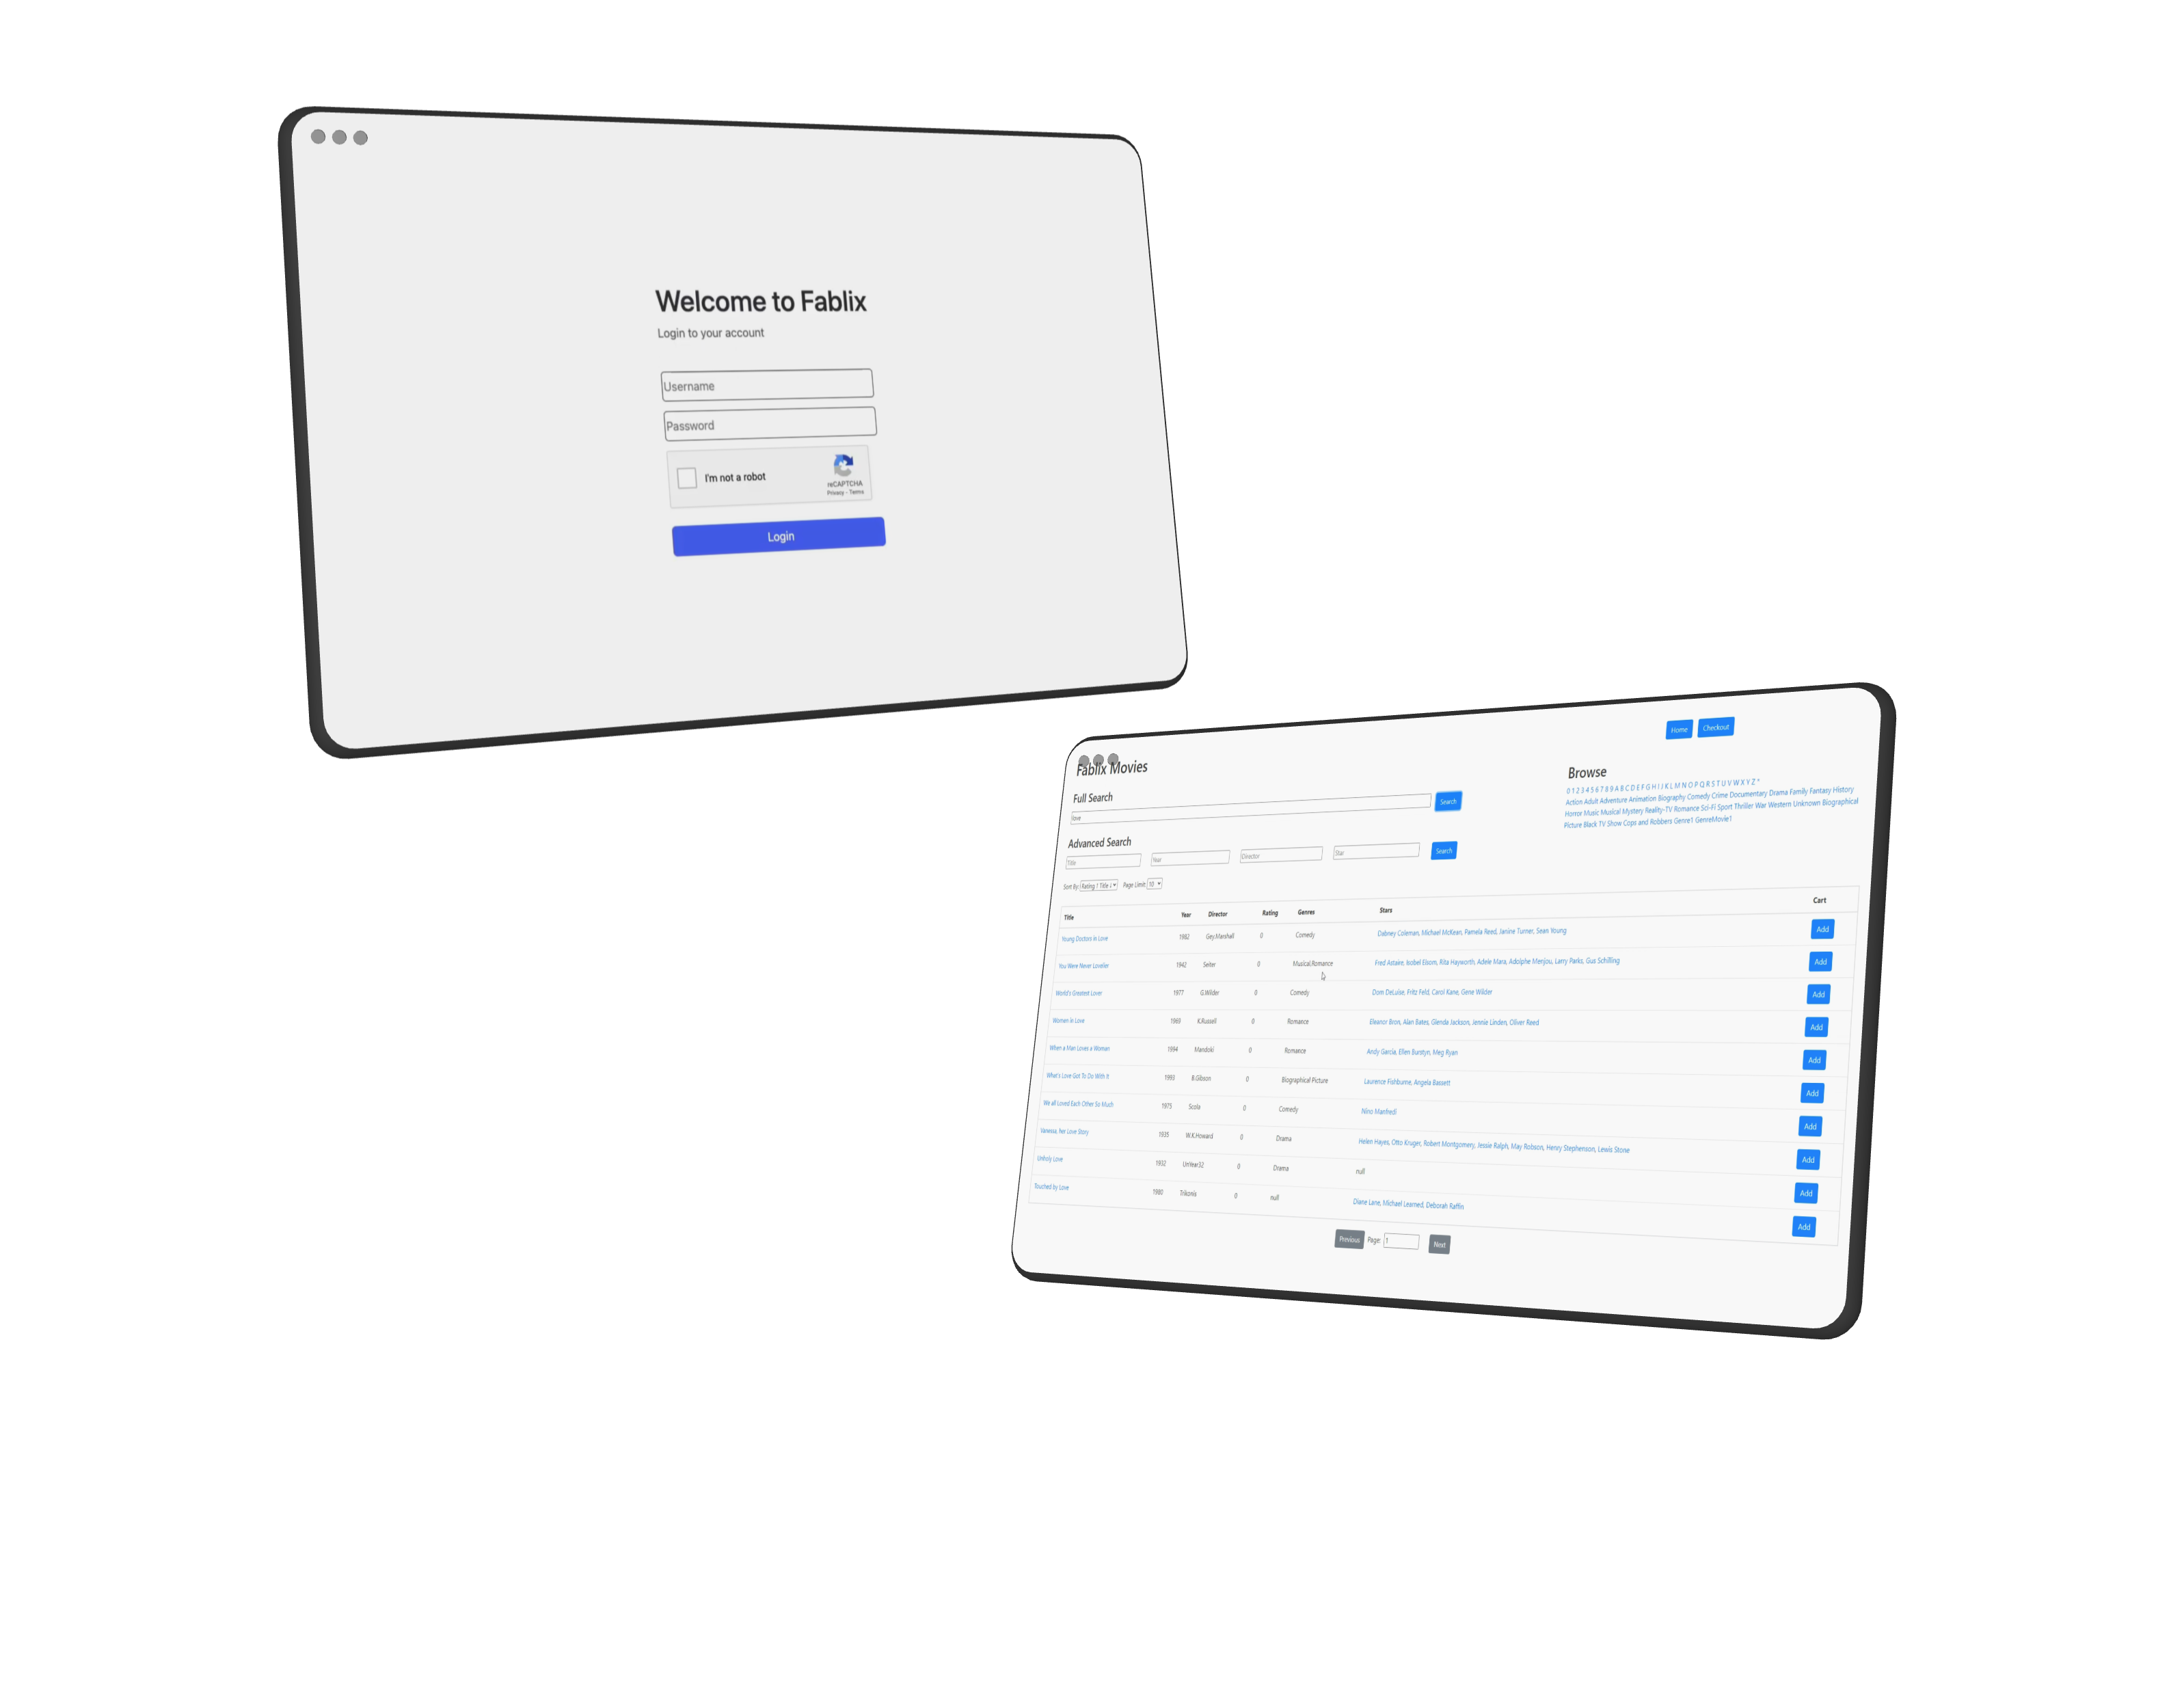 Welcome to Fablix
Login to your account
Username
Password
I'm not a robot
reCAPTCHA
Privacy - Terms
Login
Home Checkout
Fablix Movies
Full Search
love Search
Advanced Search
Title Year Director Star Search
Sort By: Rating ↑ Title ↓ Page Limit: 10
Browse
0 1 2 3 4 5 6 7 8 9 A B C D E F G H I J K L M N O P Q R S T U V W X Y Z *
Action Adult Adventure Animation Biography Comedy Crime Documentary Drama Family Fantasy History
Horror Music Musical Mystery Reality-TV Romance Sci-Fi Sport Thriller War Western Unknown Biographical
Picture Black TV Show Cops and Robbers Genre1 GenreMovie1
Title Year Director Rating Genres Stars Cart
Young Doctors in Love 1982 Gey.Marshall 0 Comedy Dabney Coleman, Michael McKean, Pamela Reed, Janine Turner, Sean Young Add
You Were Never Lovelier 1942 Seiter 0 Musical,Romance Fred Astaire, Isobel Elsom, Rita Hayworth, Adele Mara, Adolphe Menjou, Larry Parks, Gus Schilling Add
World's Greatest Lover 1977 G.Wilder 0 Comedy Dom DeLuise, Fritz Feld, Carol Kane, Gene Wilder Add
Women in Love 1969 K.Russell 0 Romance Eleanor Bron, Alan Bates, Glenda Jackson, Jennie Linden, Oliver Reed Add
When a Man Loves a Woman 1994 Mandoki 0 Romance Andy Garcia, Ellen Burstyn, Meg Ryan Add
What's Love Got To Do With It 1993 B.Gibson 0 Biographical Picture Laurence Fishburne, Angela Bassett Add
We all Loved Each Other So Much 1975 Scola 0 Comedy Nino Manfredi Add
Vanessa, her Love Story 1935 W.K.Howard 0 Drama Helen Hayes, Otto Kruger, Robert Montgomery, Jessie Ralph, May Robson, Henry Stephenson, Lewis Stone Add
Unholy Love 1932 UnYear32 0 Drama null Add
Touched by Love 1980 Trikonis 0 null Diane Lane, Michael Learned, Deborah Raffin Add
Previous Page: 1 Next